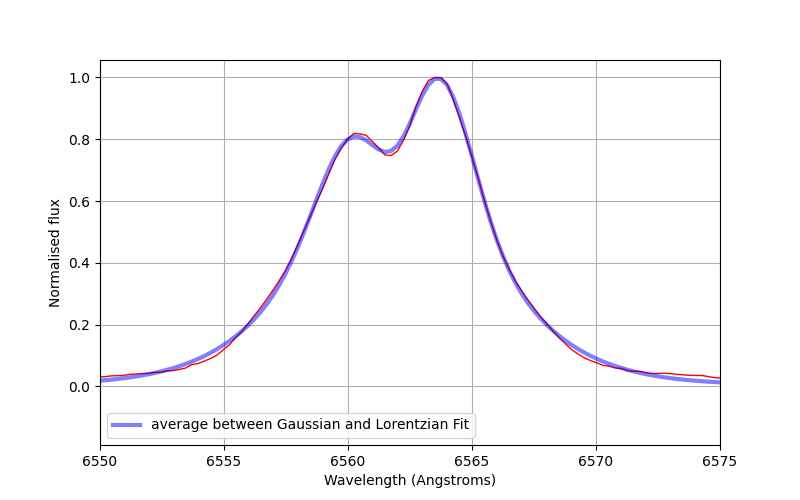 1.0
0.8
0.6
0.4
0.2
0.0
Normalised flux
average between Gaussian and Lorentzian Fit
6550 6555 6560 6565 6570 6575
Wavelength (Angstroms)